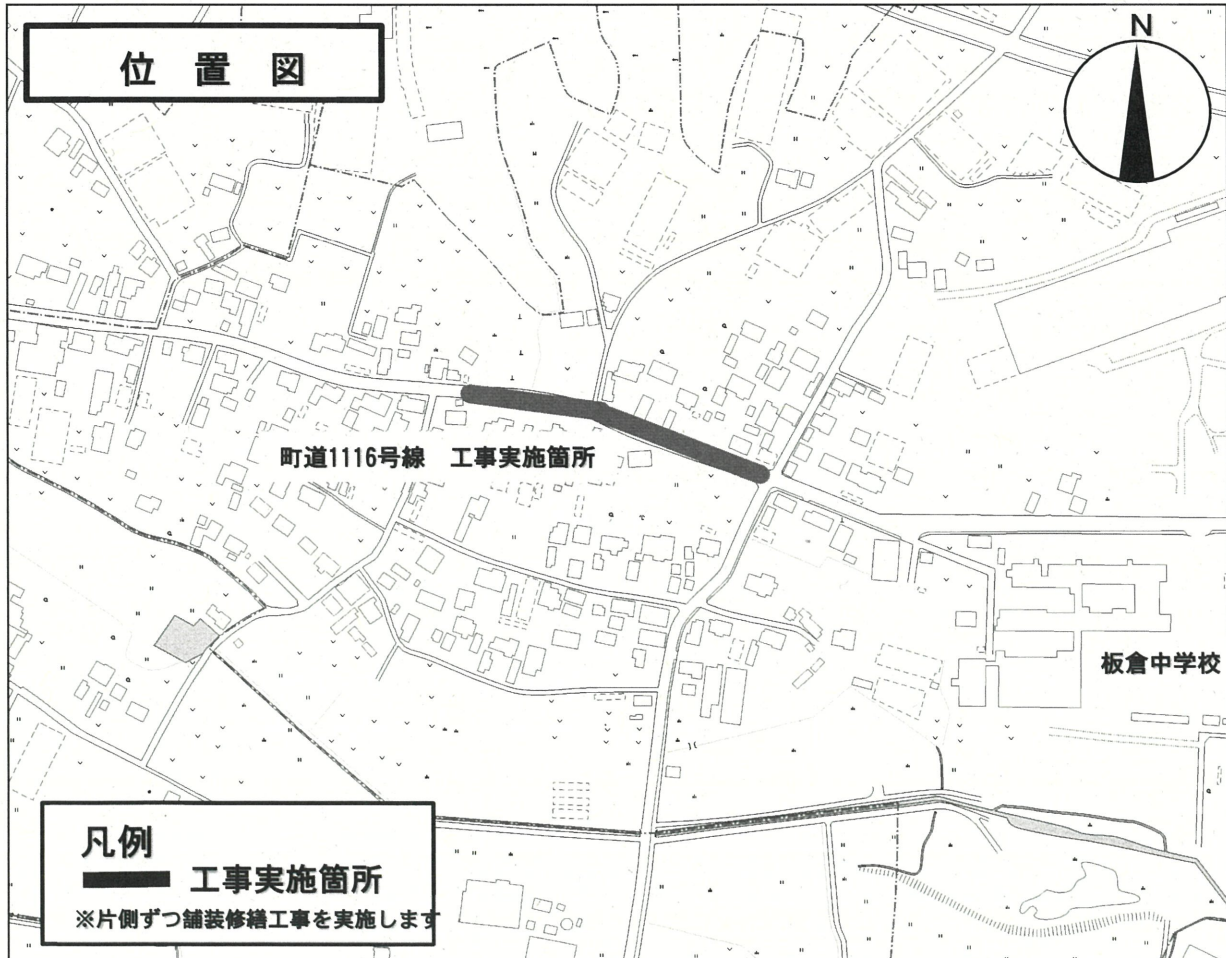 位置図
N
町道1116号線 工事実施箇所
板倉中学校
凡例
工事実施箇所
※片側ずつ舗装修繕工事を実施します